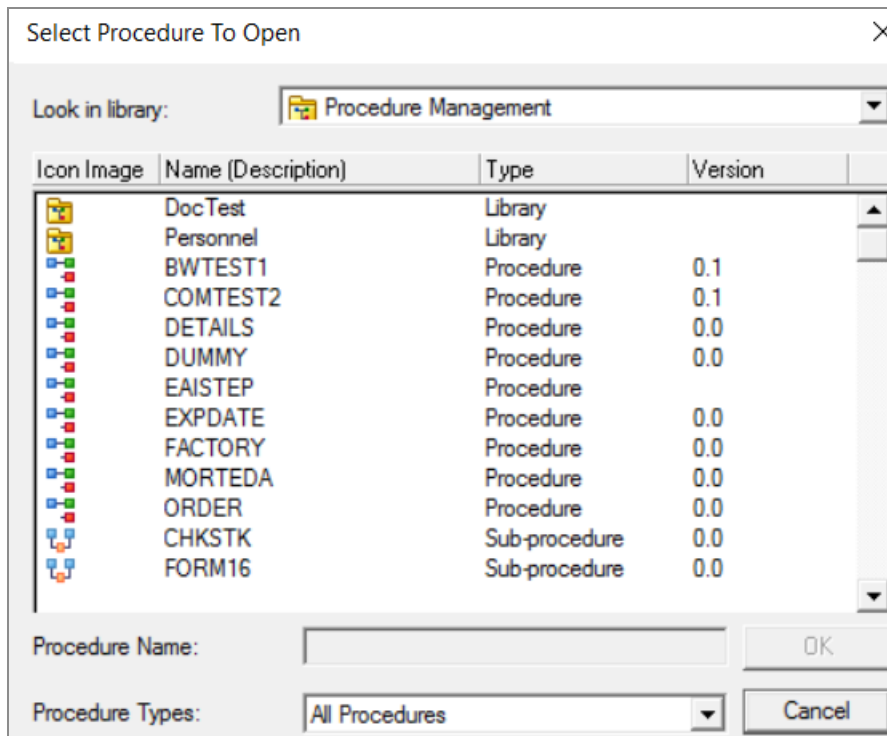 Select Procedure To Open
Look in library: Procedure Management
Icon Image Name (Description) Type Version
DocTest Library
Personnel Library
BWTEST1 Procedure 0.1
COMTEST2 Procedure 0.1
DETAILS Procedure 0.0
DUMMY Procedure 0.0
EAISTEP Procedure
EXPDATE Procedure 0.0
FACTORY Procedure 0.0
MORTEDA Procedure 0.0
ORDER Procedure 0.0
CHKSTK Sub-procedure 0.0
FORM16 Sub-procedure 0.0
Procedure Name: OK
Procedure Types: All Procedures Cancel